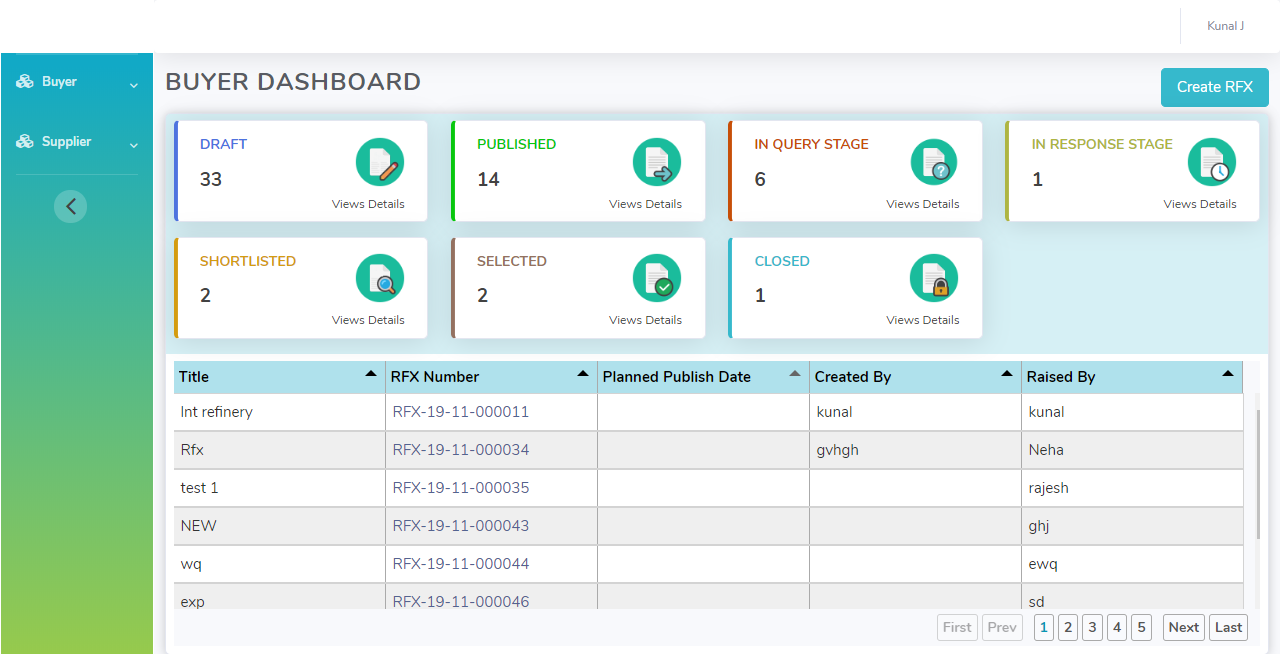 Kunal J
Buyer
Supplier
BUYER DASHBOARD
Create RFX
DRAFT
33
Views Details
PUBLISHED
14
Views Details
IN QUERY STAGE
6
Views Details
IN RESPONSE STAGE
1
Views Details
SHORTLISTED
2
Views Details
SELECTED
2
Views Details
CLOSED
1
Views Details
Title RFX Number Planned Publish Date Created By Raised By
Int refinery RFX-19-11-000011 kunal kunal
Rfx RFX-19-11-000034 gvhgh Neha
test 1 RFX-19-11-000035 rajesh
NEW RFX-19-11-000043 ghj
wq RFX-19-11-000044 ewq
exp RFX-19-11-000046 sd
First Prev 1 2 3 4 5 Next Last